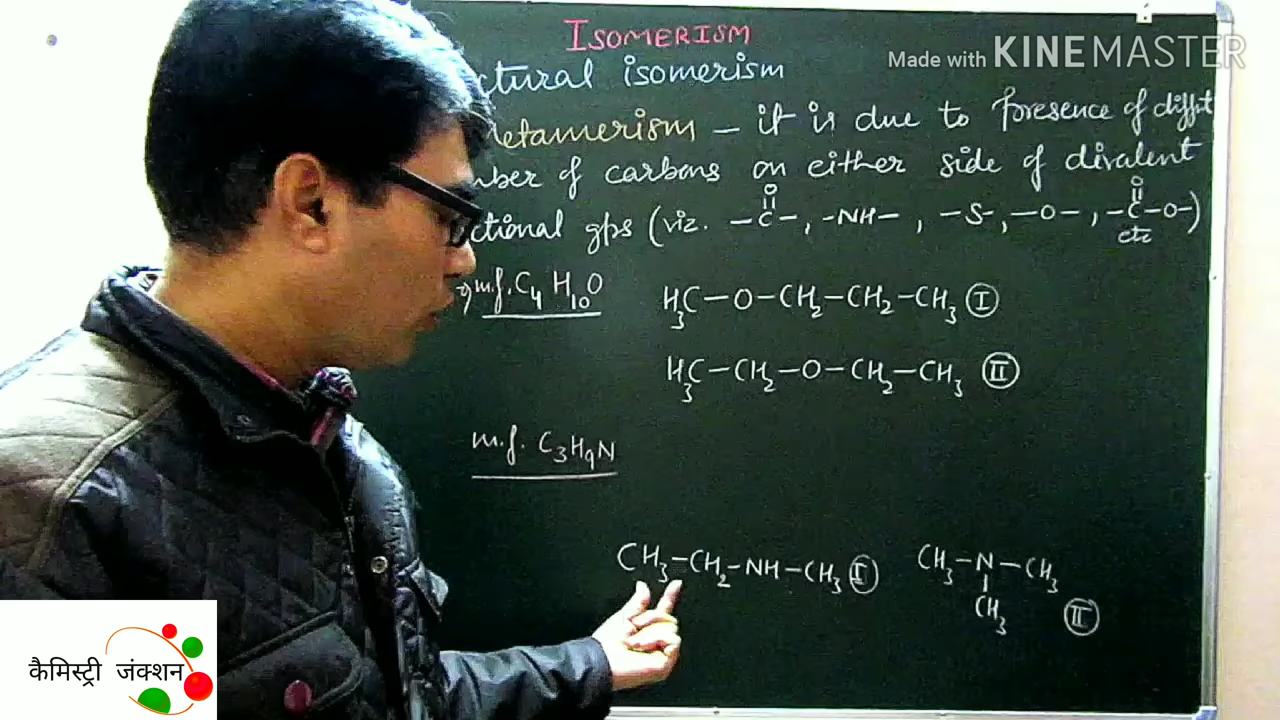 ISOMERISM
Made with KINEMASTER
ctural isomerism
etamerism – it is due to presence of diffrt
mber of carbons on either side of divalent
ctional gps (viz. –C(=O)–, –NH–, –S–, –O–, –C(=O)–O–)
etc
m.f. C₄H₁₀O
H₃C–O–CH₂–CH₂–CH₃ Ⓘ
H₃C–CH₂–O–CH₂–CH₃ II
m.f. C₃H₉N
CH₃–CH₂–NH–CH₃ Ⓘ
CH₃–N–CH₃
CH₃
II
कैमिस्ट्री जंक्शन